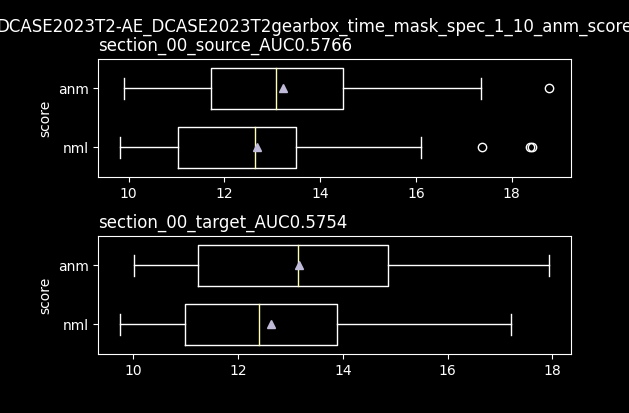 DCASE2023T2-AE_DCASE2023T2gearbox_time_mask_spec_1_10_anm_score
section_00_source_AUC0.5766
anm
nml
score
10 12 14 16 18
section_00_target_AUC0.5754
anm
nml
score
10 12 14 16 18